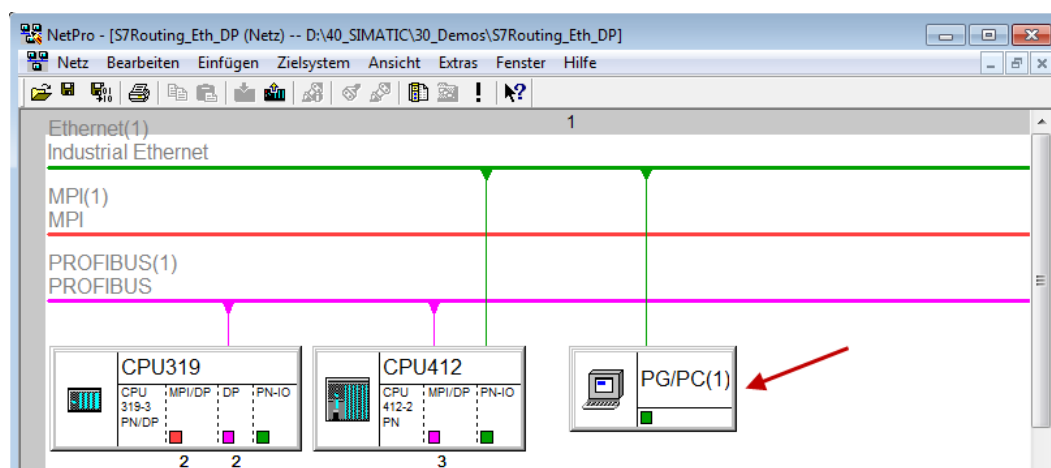 NetPro - [S7Routing_Eth_DP (Netz) -- D:\40_SIMATIC\30_Demos\S7Routing_Eth_DP]
Netz Bearbeiten Einfügen Zielsystem Ansicht Extras Fenster Hilfe
1
Ethernet(1)
Industrial Ethernet
MPI(1)
MPI
PROFIBUS(1)
PROFIBUS
CPU319
CPU
319-3
PN/DP
MPI/DP
DP
PN-IO
2
2
CPU412
CPU
412-2
PN
MPI/DP
PN-IO
3
PG/PC(1)